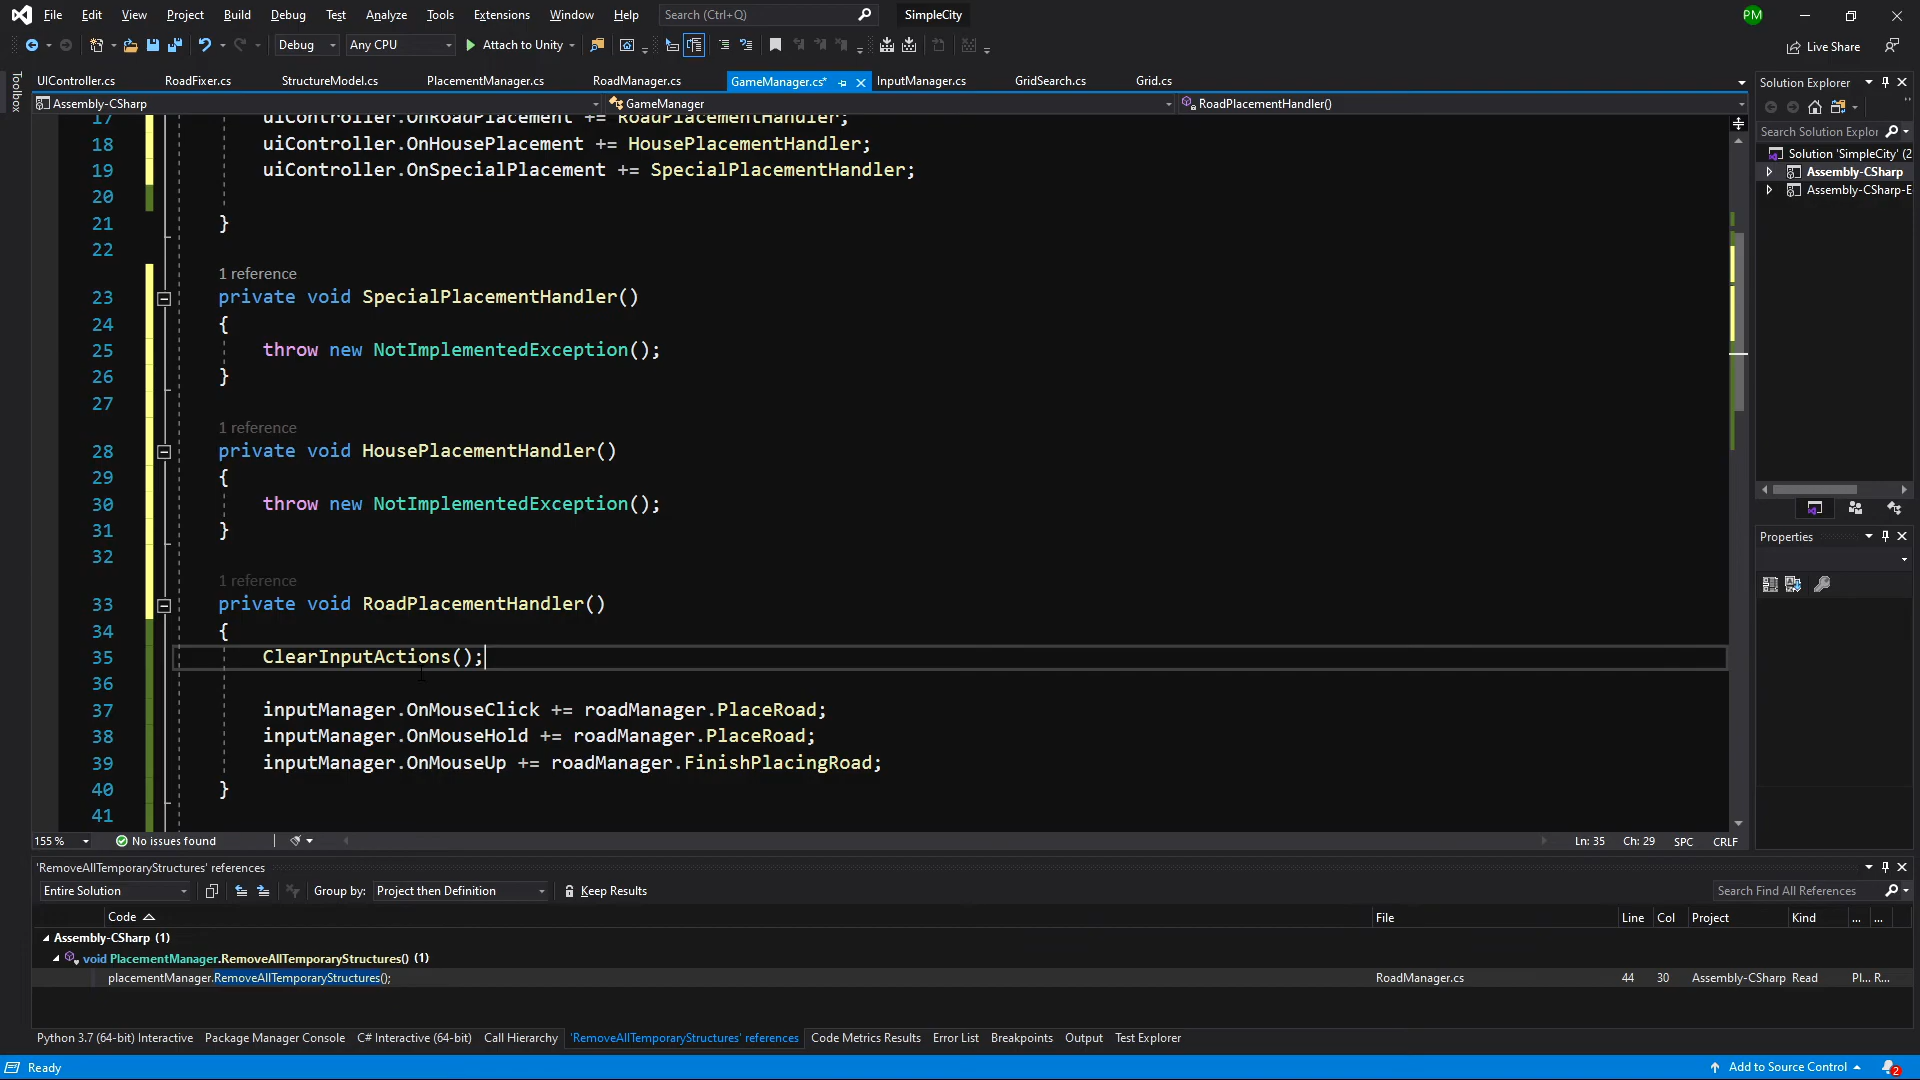 File Edit View Project Build Debug Test Analyze Tools Extensions Window Help Search (Ctrl+Q) SimpleCity PM
Debug Any CPU Attach to Unity Live Share
Toolbox
UIController.cs RoadFixer.cs StructureModel.cs PlacementManager.cs RoadManager.cs GameManager.cs* InputManager.cs GridSearch.cs Grid.cs
Assembly-CSharp GameManager RoadPlacementHandler()
17 uiController.OnRoadPlacement += RoadPlacementHandler;
18 uiController.OnHousePlacement += HousePlacementHandler;
19 uiController.OnSpecialPlacement += SpecialPlacementHandler;
20
21 }
22
1 reference
23 private void SpecialPlacementHandler()
24 {
25 throw new NotImplementedException();
26 }
27
1 reference
28 private void HousePlacementHandler()
29 {
30 throw new NotImplementedException();
31 }
32
1 reference
33 private void RoadPlacementHandler()
34 {
35 ClearInputActions();
36
37 inputManager.OnMouseClick += roadManager.PlaceRoad;
38 inputManager.OnMouseHold += roadManager.PlaceRoad;
39 inputManager.OnMouseUp += roadManager.FinishPlacingRoad;
40 }
41
155 % No issues found Ln: 35 Ch: 29 SPC CRLF
Solution Explorer
Search Solution Explor
Solution 'SimpleCity' (2
Assembly-CSharp
Assembly-CSharp-E
Properties
'RemoveAllTemporaryStructures' references
Entire Solution Group by: Project then Definition Keep Results Search Find All References
Code File Line Col Project Kind ... ...
Assembly-CSharp (1)
void PlacementManager.RemoveAllTemporaryStructures() (1)
placementManager.RemoveAllTemporaryStructures(); RoadManager.cs 44 30 Assembly-CSharp Read Pl... R...
Python 3.7 (64-bit) Interactive Package Manager Console C# Interactive (64-bit) Call Hierarchy 'RemoveAllTemporaryStructures' references Code Metrics Results Error List Breakpoints Output Test Explorer
Ready Add to Source Control 2